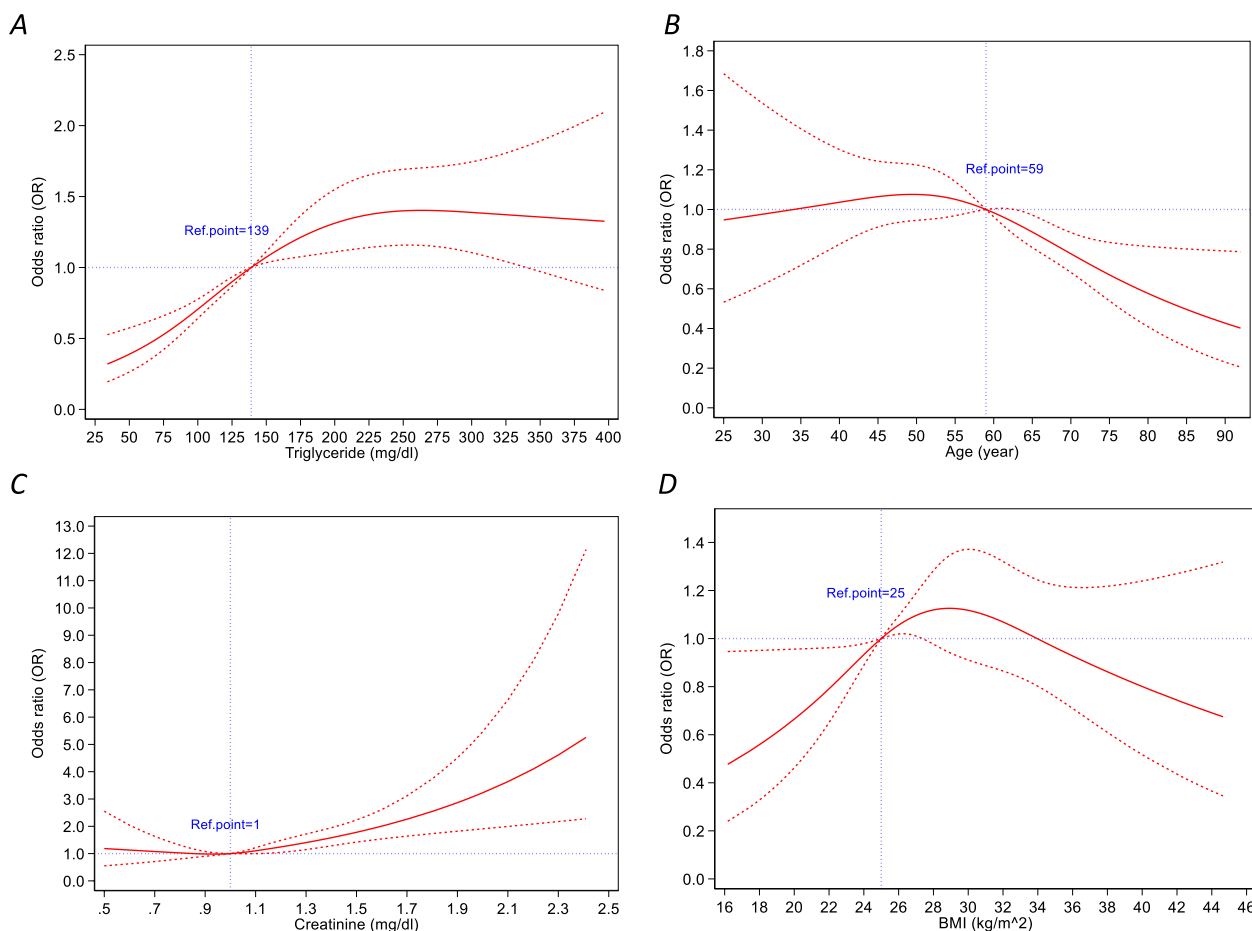 A
Odds ratio (OR)
2.5
2.0
1.5
1.0
0.5
0.0
Ref.point=139
25 50 75 100 125 150 175 200 225 250 275 300 325 350 375 400
Triglyceride (mg/dl)
B
Odds ratio (OR)
1.8
1.6
1.4
1.2
1.0
0.8
0.6
0.4
0.2
0.0
Ref.point=59
25 30 35 40 45 50 55 60 65 70 75 80 85 90
Age (year)
C
Odds ratio (OR)
13.0
12.0
11.0
10.0
9.0
8.0
7.0
6.0
5.0
4.0
3.0
2.0
1.0
0.0
Ref.point=1
.5 .7 .9 1.1 1.3 1.5 1.7 1.9 2.1 2.3 2.5
Creatinine (mg/dl)
D
Odds ratio (OR)
1.4
1.2
1.0
0.8
0.6
0.4
0.2
0.0
Ref.point=25
16 18 20 22 24 26 28 30 32 34 36 38 40 42 44 46
BMI (kg/m^2)